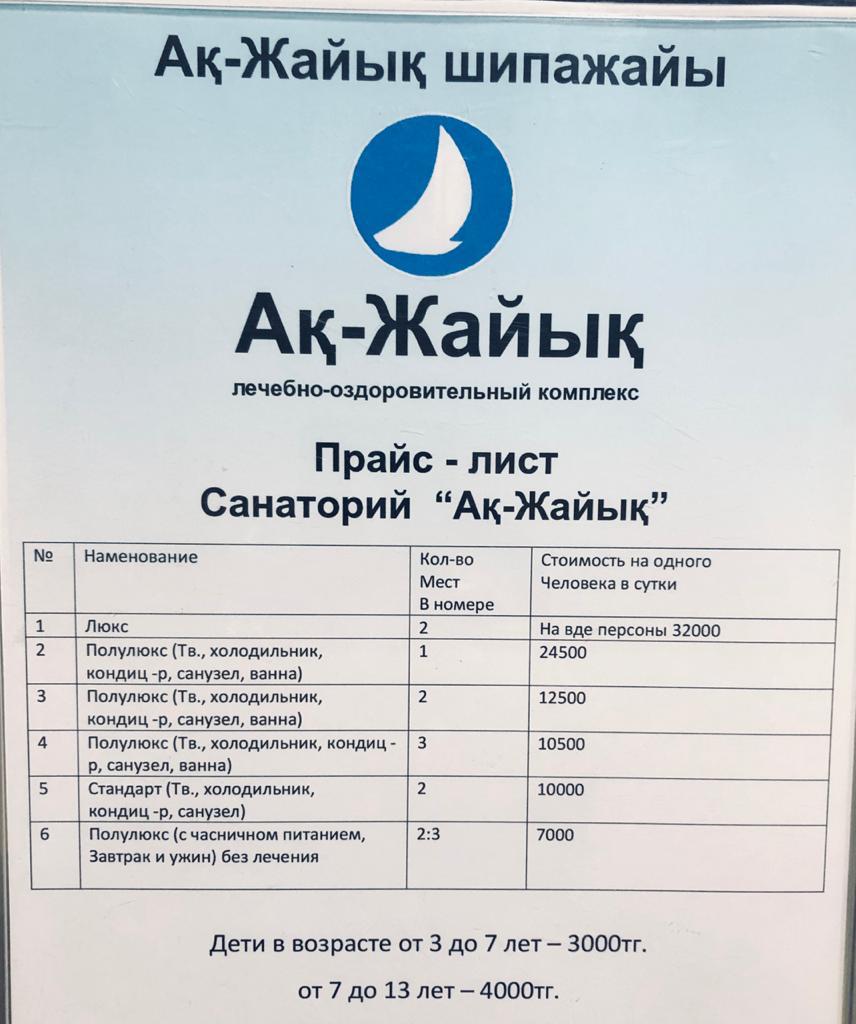 Ақ-Жайық шипажайы
Ақ-Жайық
лечебно-оздоровительный комплекс
Прайс - лист
Санаторий “Ақ-Жайық”
№ Наменование Кол-во Мест В номере Стоимость на одного Человека в сутки
1 Люкс 2 На вде персоны 32000
2 Полулюкс (Тв., холодильник, кондиц -р, санузел, ванна) 1 24500
3 Полулюкс (Тв., холодильник, кондиц -р, санузел, ванна) 2 12500
4 Полулюкс (Тв., холодильник, кондиц - р, санузел, ванна) 3 10500
5 Стандарт (Тв., холодильник, кондиц -р, санузел) 2 10000
6 Полулюкс (с часничном питанием, Завтрак и ужин) без лечения 2:3 7000
Дети в возрасте от 3 до 7 лет – 3000тг.
от 7 до 13 лет – 4000тг.